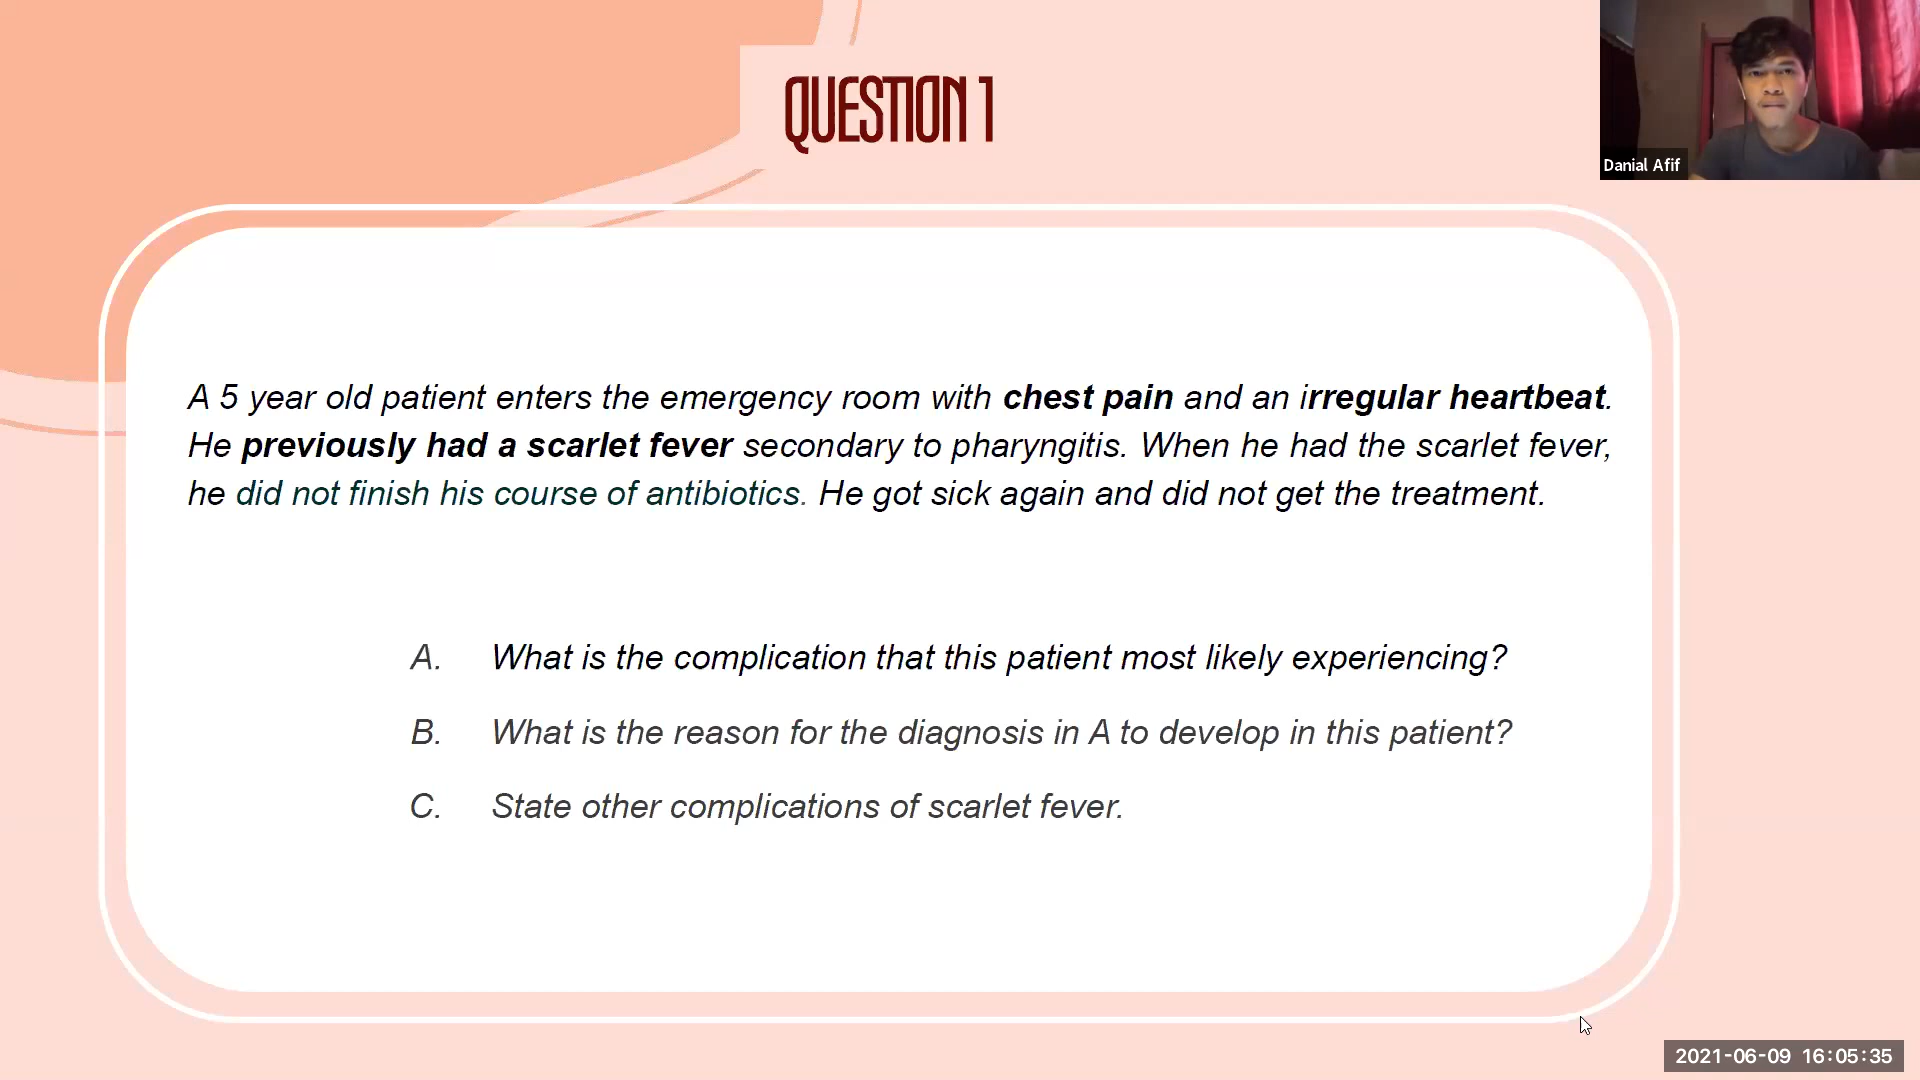 QUESTION 1
Danial Afif
A 5 year old patient enters the emergency room with chest pain and an irregular heartbeat.
He previously had a scarlet fever secondary to pharyngitis. When he had the scarlet fever,
he did not finish his course of antibiotics. He got sick again and did not get the treatment.
A. What is the complication that this patient most likely experiencing?
B. What is the reason for the diagnosis in A to develop in this patient?
C. State other complications of scarlet fever.
2021-06-09 16:05:35